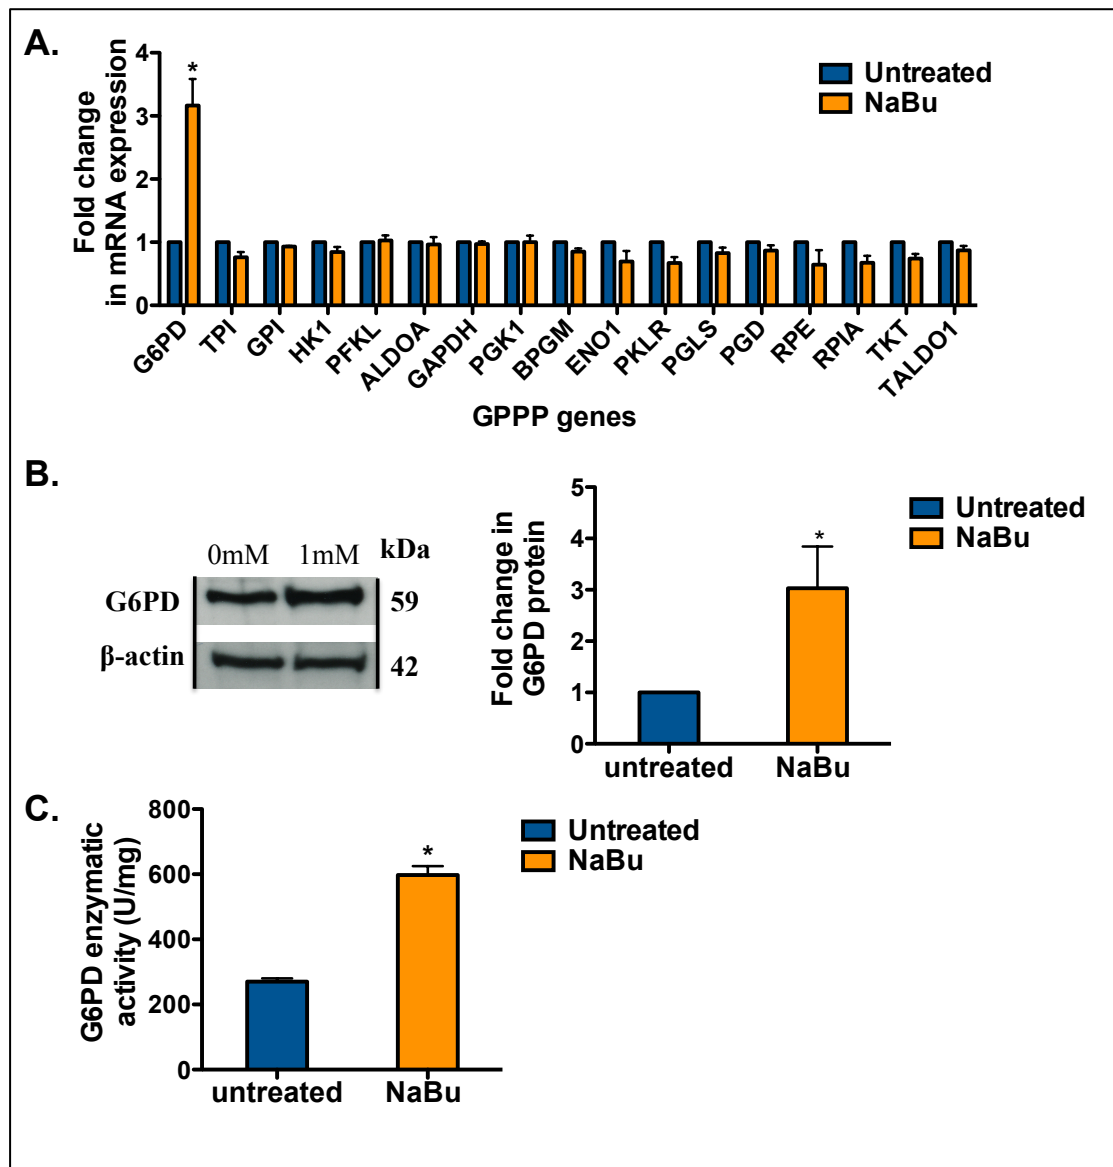 A.
Fold change
in mRNA expression
4
3
2
1
0
*
Untreated
NaBu
G6PD
TPI
GPI
HK1
PFKL
ALDOA
GAPDH
PGK1
BPGM
ENO1
PKLR
PGLS
PGD
RPE
RPIA
TKT
TALDO1
GPPP genes
B.
0mM 1mM kDa
G6PD 59
β-actin 42
Fold change in
G6PD protein
5
4
3
2
1
0
*
untreated NaBu
Untreated
NaBu
C.
G6PD enzymatic
activity (U/mg)
800
600
400
200
0
*
untreated NaBu
Untreated
NaBu